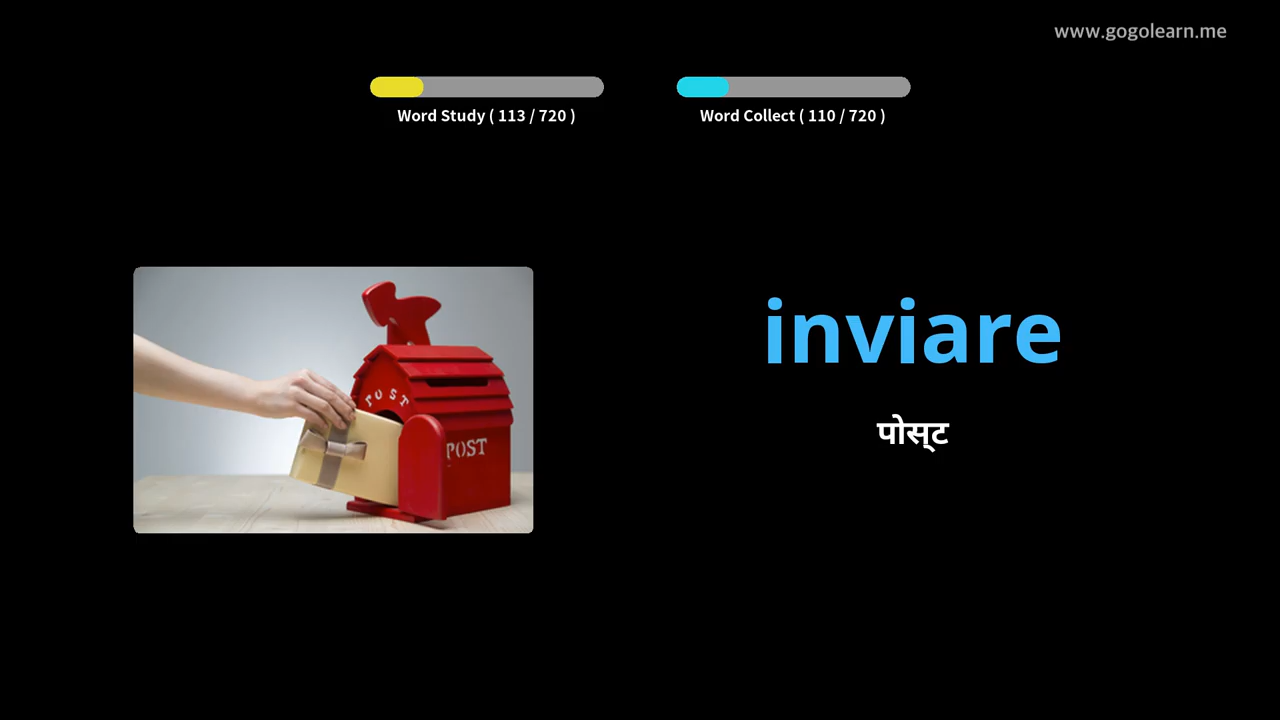 www.gogolearn.me
Word Study ( 113 / 720 )
Word Collect ( 110 / 720 )
inviare
पोस्ट
POST
POST